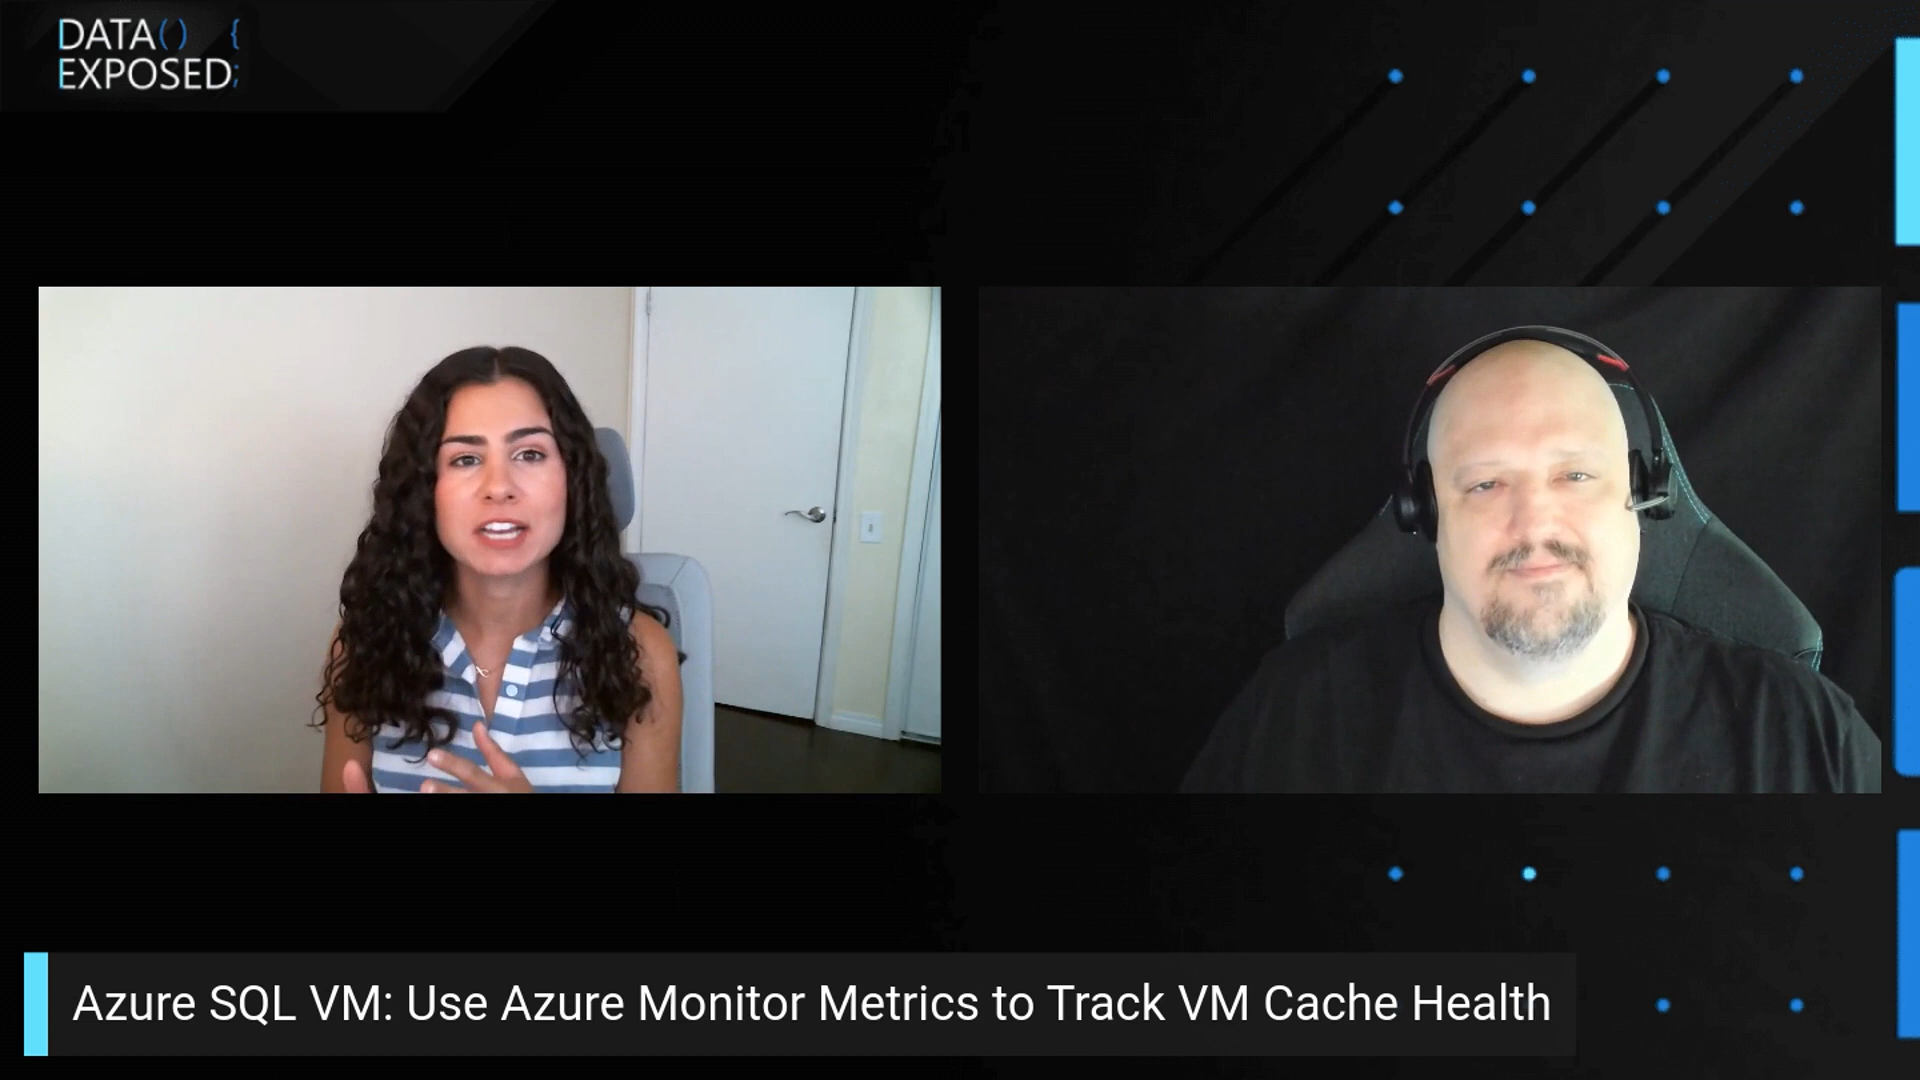 DATA() {
EXPOSED;
Azure SQL VM: Use Azure Monitor Metrics to Track VM Cache Health